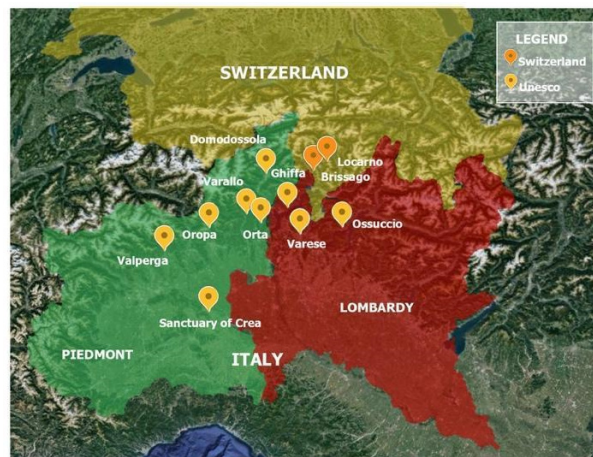 LEGEND
Switzerland
Unesco
SWITZERLAND
Domodossola
Locarno
Ghiffa
Brissago
Varallo
Oropa
Orta
Varese
Ossuccio
Valperga
Sanctuary of Crea
LOMBARDY
PIEDMONT
ITALY